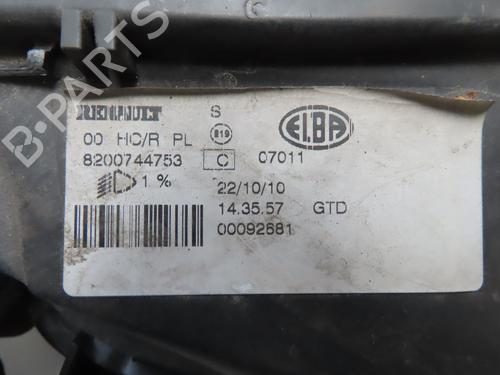 B-PARTS
RENAULT S
ELBA
00 HC/R PL E19
8200744753 C 07011
1 % 22/10/10
14.35.57 GTD
00092681